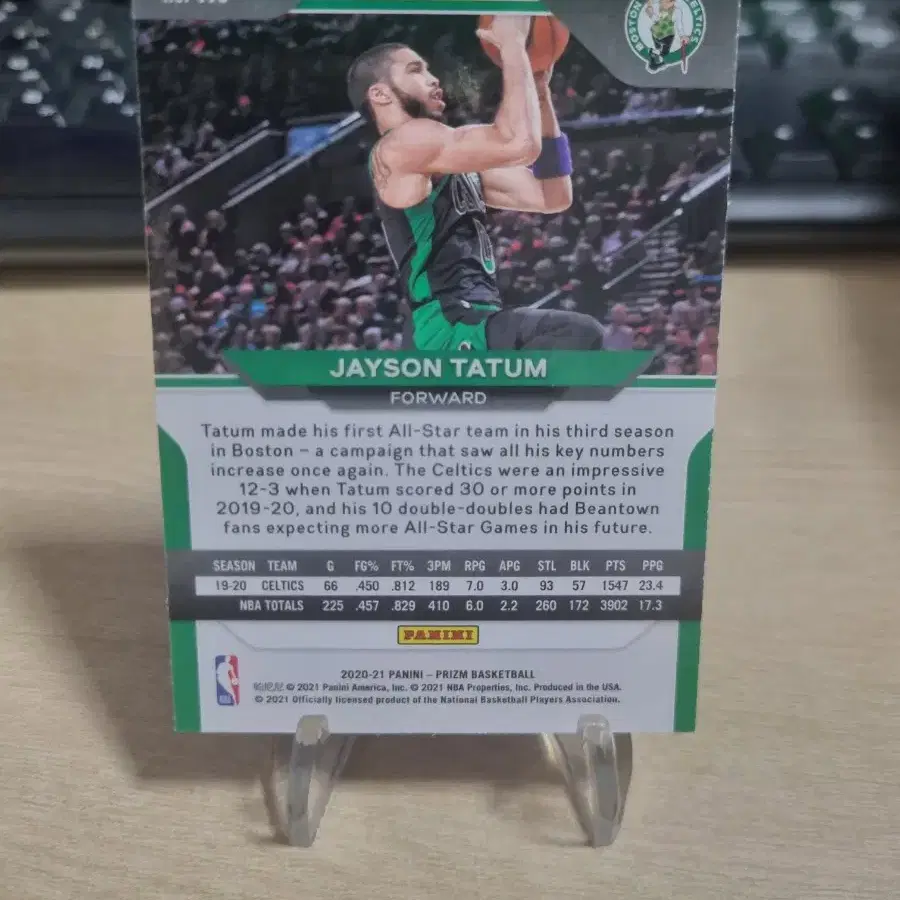 BOSTON CELTICS
JAYSON TATUM
FORWARD
Tatum made his first All-Star team in his third season
in Boston – a campaign that saw all his key numbers
increase once again. The Celtics were an impressive
12-3 when Tatum scored 30 or more points in
2019-20, and his 10 double-doubles had Beantown
fans expecting more All-Star Games in his future.
SEASON TEAM G FG% FT% 3PM RPG APG STL BLK PTS PPG
19-20 CELTICS 66 .450 .812 189 7.0 3.0 93 57 1547 23.4
NBA TOTALS 225 .457 .829 410 6.0 2.2 260 172 3902 17.3
PANINI
2020-21 PANINI – PRIZM BASKETBALL
© 2021 Panini America, Inc. © 2021 NBA Properties, Inc. Produced in the USA.
© 2021 Officially licensed product of the National Basketball Players Association.